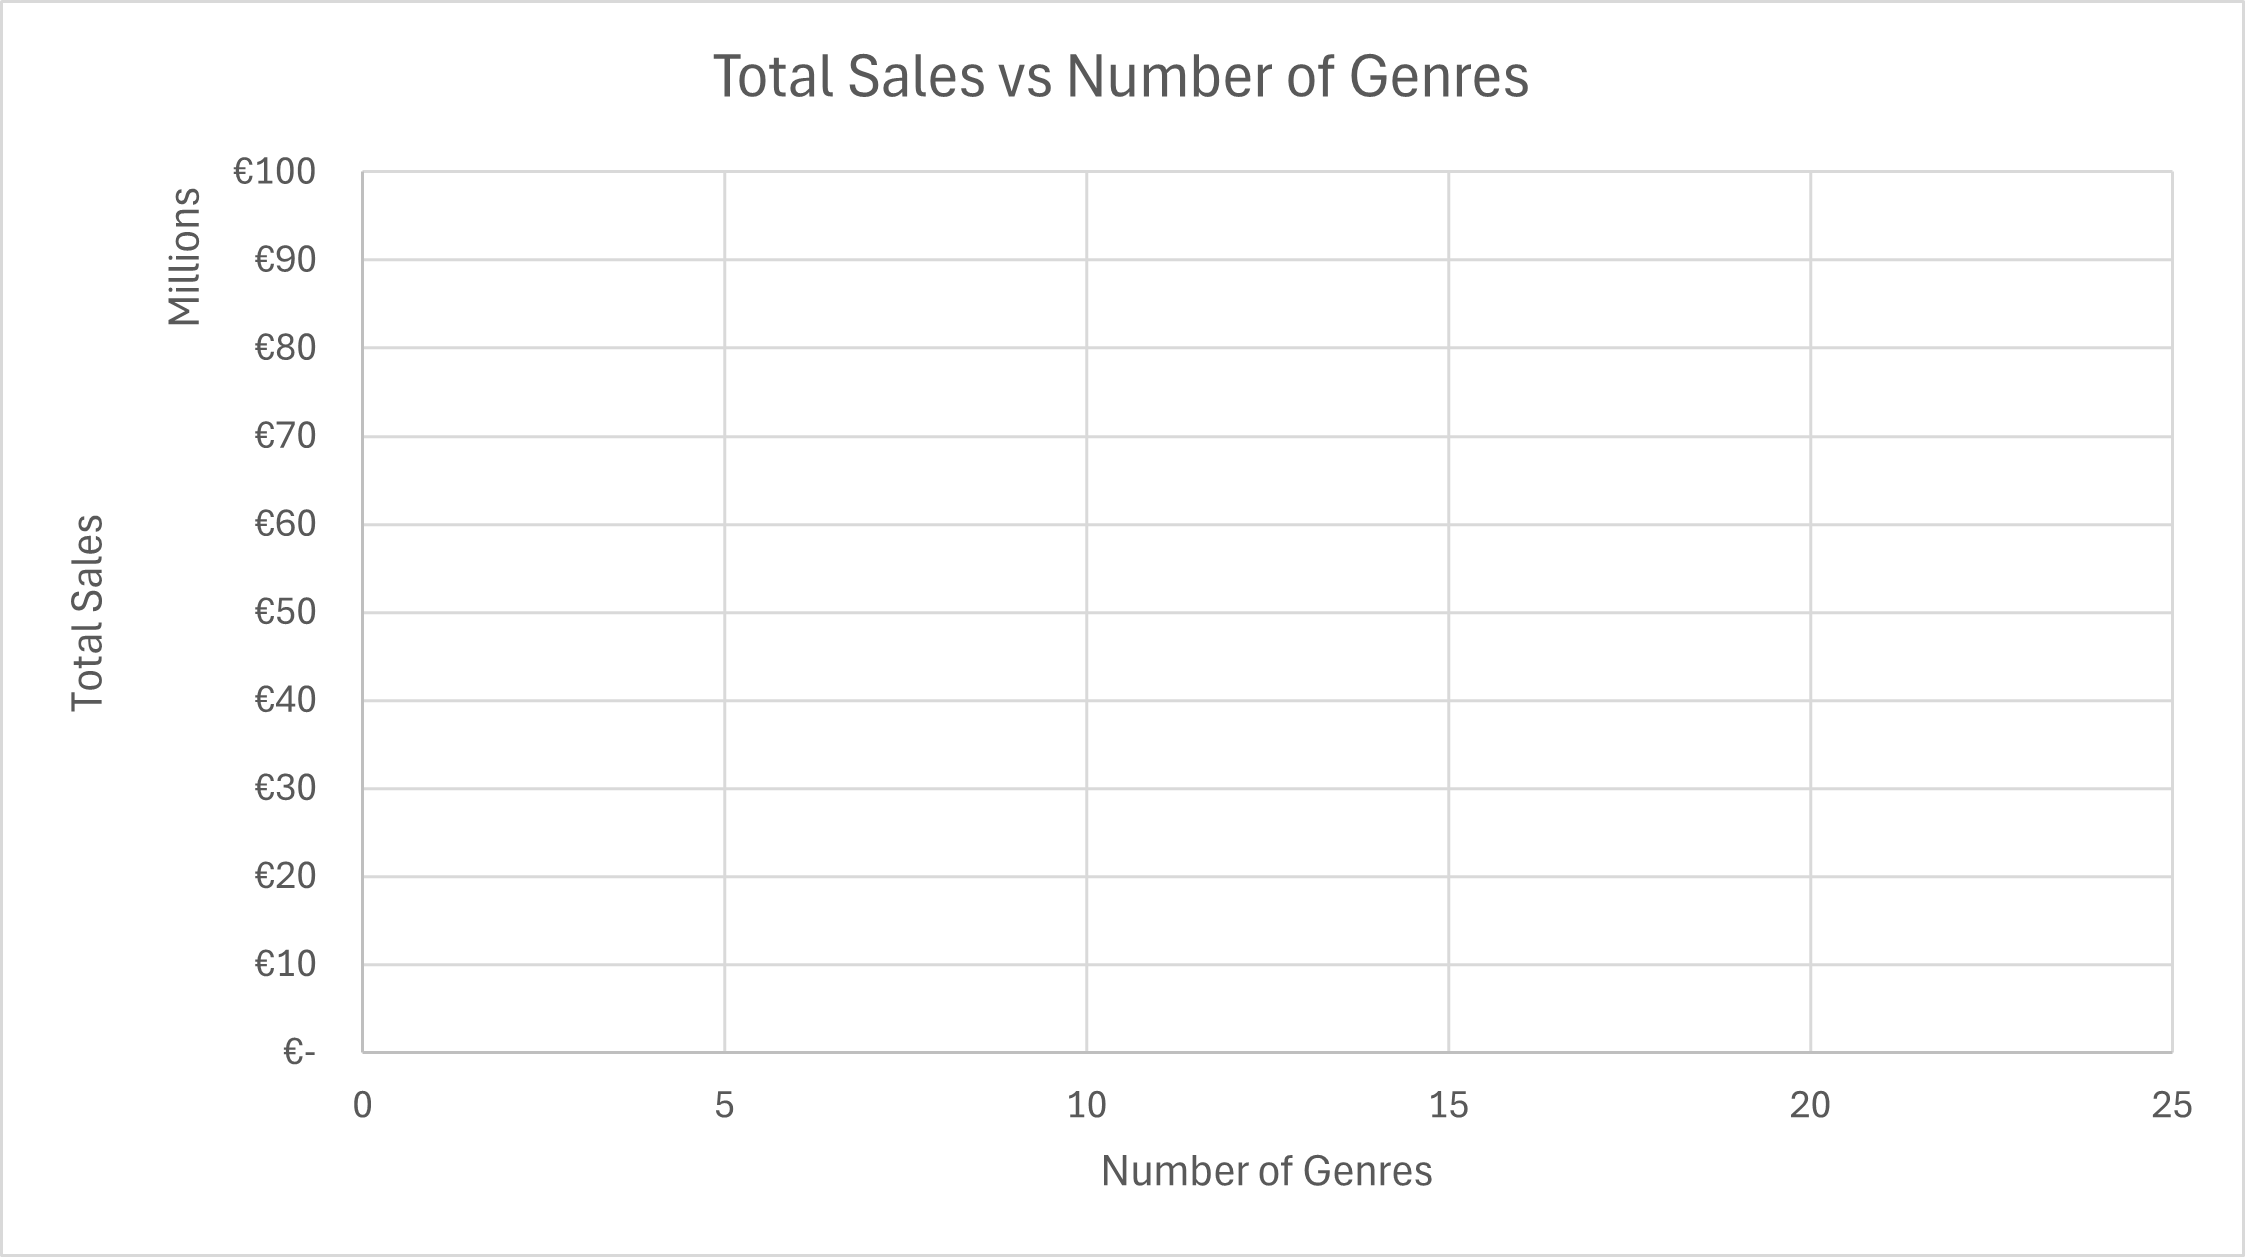 Total Sales vs Number of Genres
Millions
Total Sales
€100
€90
€80
€70
€60
€50
€40
€30
€20
€10
€-
0 5 10 15 20 25
Number of Genres